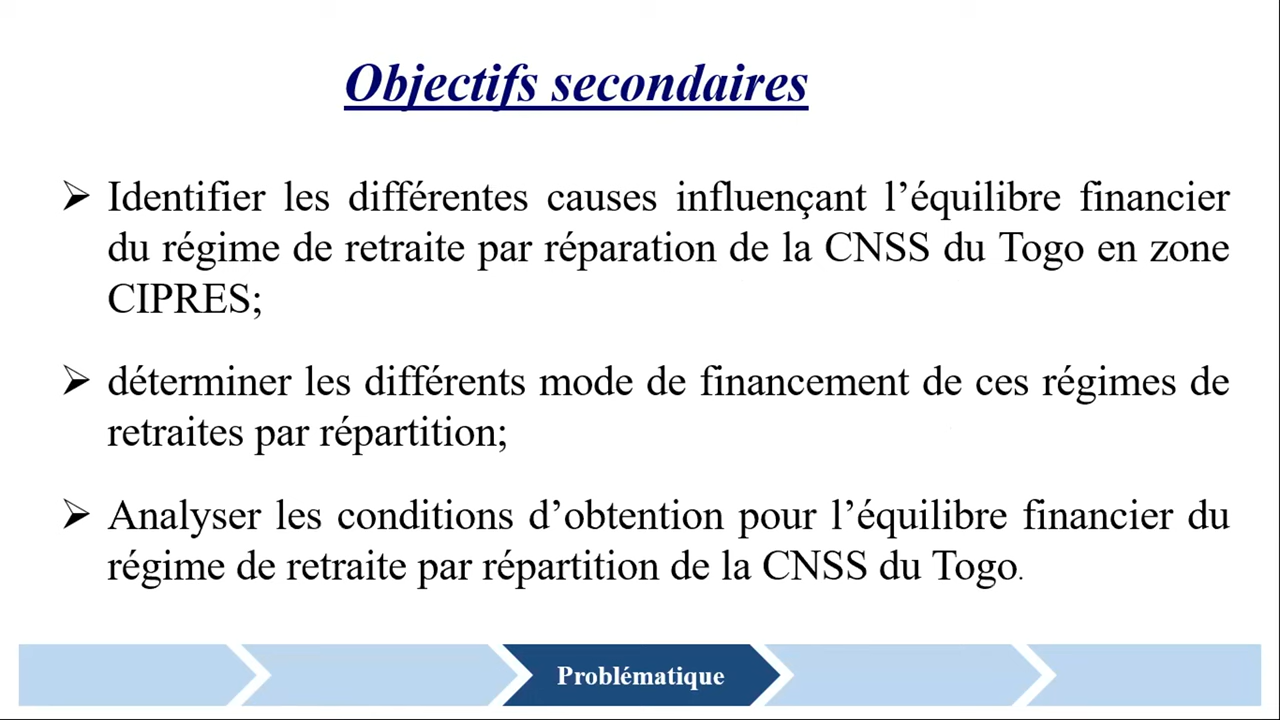 Objectifs secondaires
Identifier les différentes causes influençant l’équilibre financier
du régime de retraite par réparation de la CNSS du Togo en zone
CIPRES;
déterminer les différents mode de financement de ces régimes de
retraites par répartition;
Analyser les conditions d’obtention pour l’équilibre financier du
régime de retraite par répartition de la CNSS du Togo.
Problématique